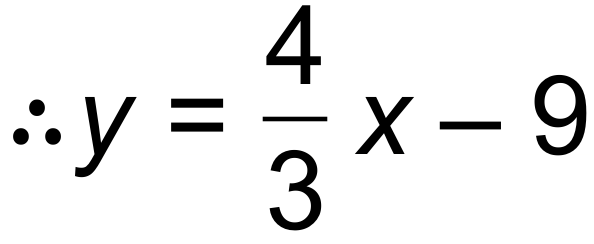 ∴ y = 4/3 x − 9